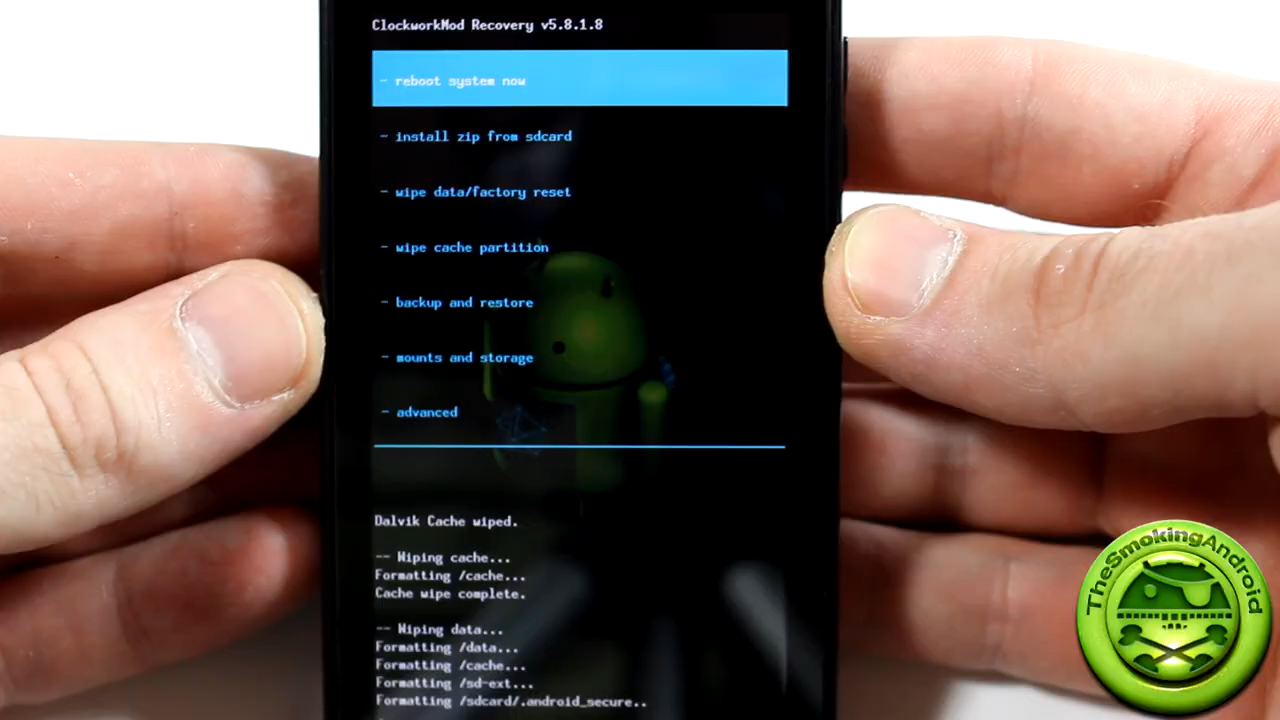 ClockworkMod Recovery v5.8.1.8
- reboot system now
- install zip from sdcard
- wipe data/factory reset
- wipe cache partition
- backup and restore
- mounts and storage
- advanced
Dalvik Cache wiped.
-- Wiping cache...
Formatting /cache...
Cache wipe complete.
-- Wiping data...
Formatting /data...
Formatting /cache...
Formatting /sd-ext...
Formatting /sdcard/.android_secure..
TheSmokingAndroid